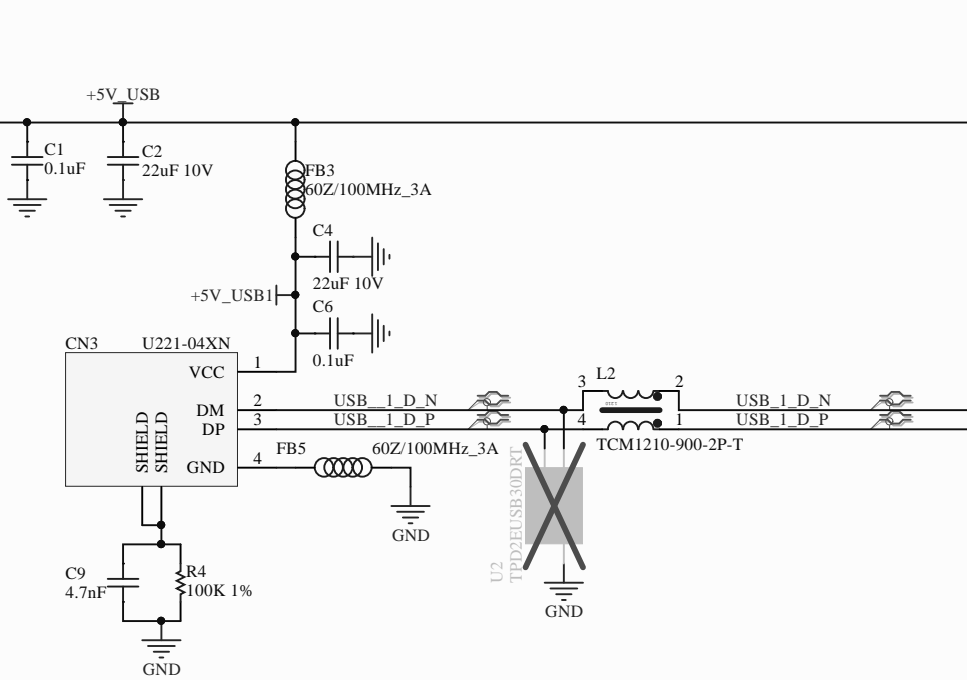 +5V_USB
C1
0.1uF
C2
22uF 10V
FB3
60Z/100MHz_3A
C4
22uF 10V
+5V_USB1
C6
0.1uF
CN3
U221-04XN
VCC
1
DM
2
DP
3
GND
4
SHIELD
SHIELD
USB__1_D_N
USB__1_D_P
FB5
60Z/100MHz_3A
GND
L2
3
2
4
1
TCM1210-900-2P-T
USB_1_D_N
USB_1_D_P
U2
TPD2EUSB30DRT
GND
C9
4.7nF
R4
100K 1%
GND